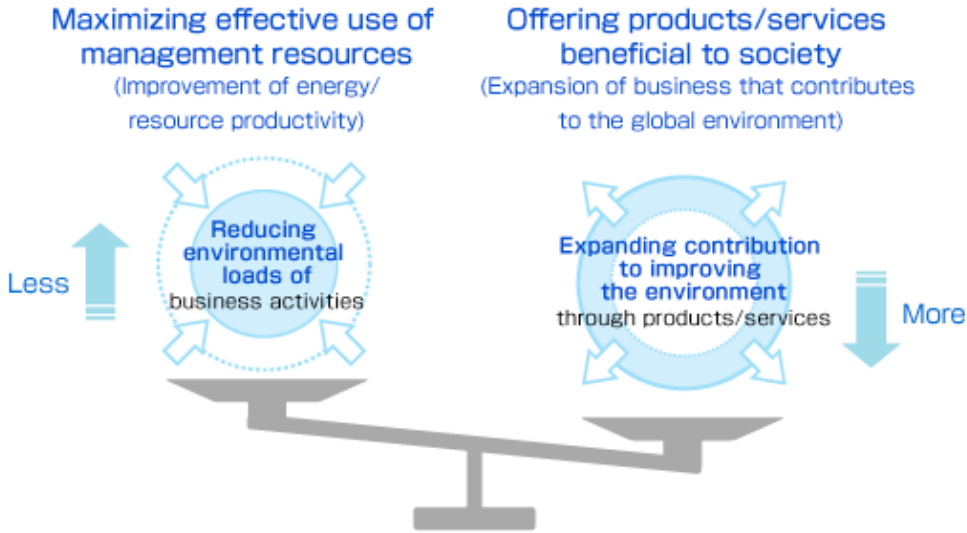 Maximizing effective use of
management resources
(Improvement of energy/
resource productivity)
Offering products/services
beneficial to society
(Expansion of business that contributes
to the global environment)
Less
Reducing
environmental
loads of
business activities
Expanding contribution
to improving
the environment
through products/services
More